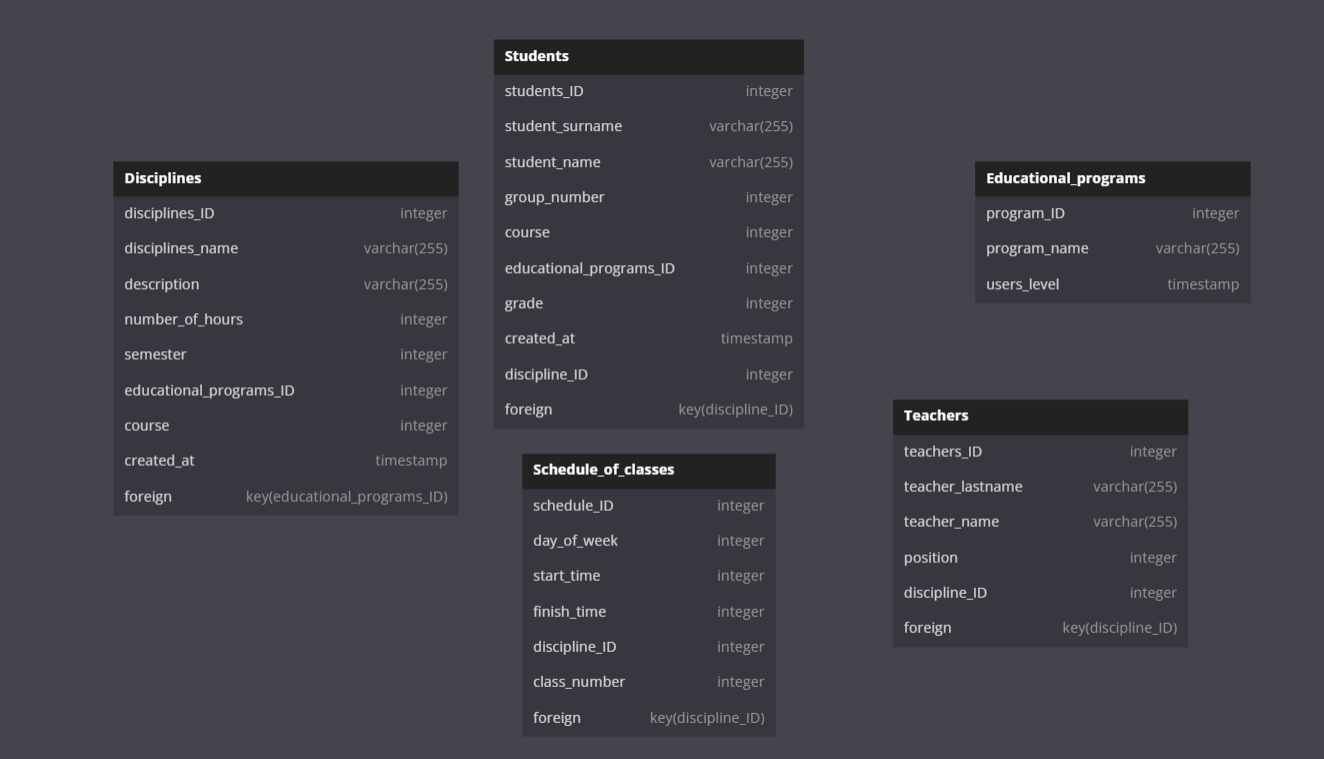 Students
students_ID integer
student_surname varchar(255)
student_name varchar(255)
group_number integer
course integer
educational_programs_ID integer
grade integer
created_at timestamp
discipline_ID integer
foreign key(discipline_ID)
Disciplines
disciplines_ID integer
disciplines_name varchar(255)
description varchar(255)
number_of_hours integer
semester integer
educational_programs_ID integer
course integer
created_at timestamp
foreign key(educational_programs_ID)
Educational_programs
program_ID integer
program_name varchar(255)
users_level timestamp
Schedule_of_classes
schedule_ID integer
day_of_week integer
start_time integer
finish_time integer
discipline_ID integer
class_number integer
foreign key(discipline_ID)
Teachers
teachers_ID integer
teacher_lastname varchar(255)
teacher_name varchar(255)
position integer
discipline_ID integer
foreign key(discipline_ID)